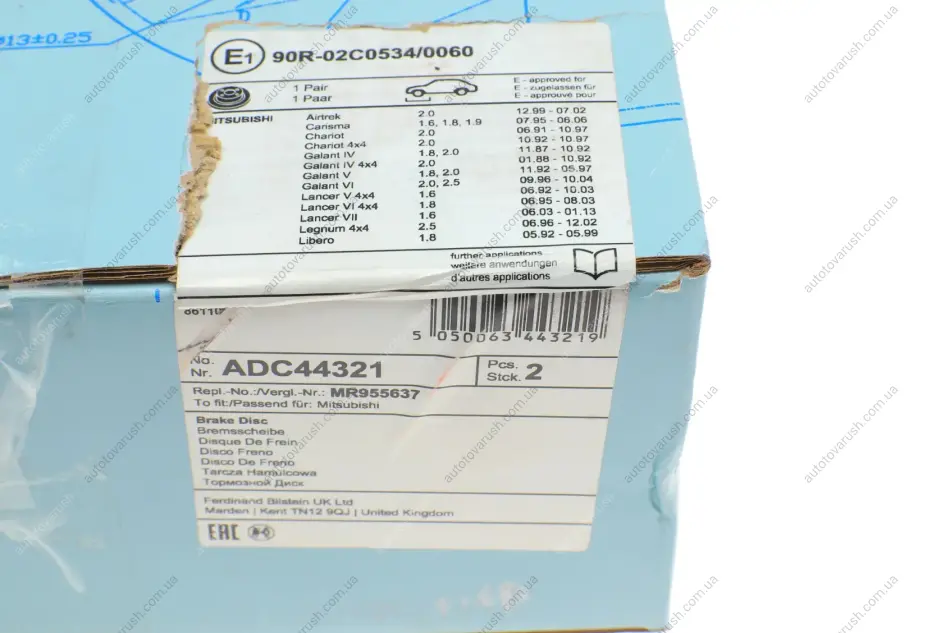 Ø13±0.25
E1 90R-02C0534/0060
1 Pair
1 Paar
E - approved for
E - zugelassen für
E - approuvé pour
MITSUBISHI
Airtrek 2.0 12.99 - 07.02
Carisma 1.6, 1.8, 1.9 07.95 - 06.06
Chariot 2.0 06.91 - 10.97
Chariot 4x4 2.0 10.92 - 10.97
Galant IV 1.8, 2.0 11.87 - 10.92
Galant IV 4x4 2.0 01.88 - 10.92
Galant V 1.8, 2.0 11.92 - 05.97
Galant VI 2.0, 2.5 09.96 - 10.04
Lancer V 4x4 1.6 06.92 - 10.03
Lancer VI 4x4 1.8 06.95 - 08.03
Lancer VII 1.6 06.03 - 01.13
Legnum 4x4 2.5 06.96 - 12.02
Libero 1.8 05.92 - 05.99
further applications
weitere anwendungen
d'autres applications
5 050063 443219
No.
Nr. ADC44321
Pcs.
Stck. 2
Repl.-No.:/Vergl.-Nr.: MR955637
To fit:/Passend für: Mitsubishi
Brake Disc
Bremsscheibe
Disque De Frein
Disco Freno
Disco De Freno
Tarcza Hamulcowa
Тормозной Диск
Ferdinand Bilstein UK Ltd
Marden | Kent TN12 9QJ | United Kingdom
EAC
autotovarush.com.ua